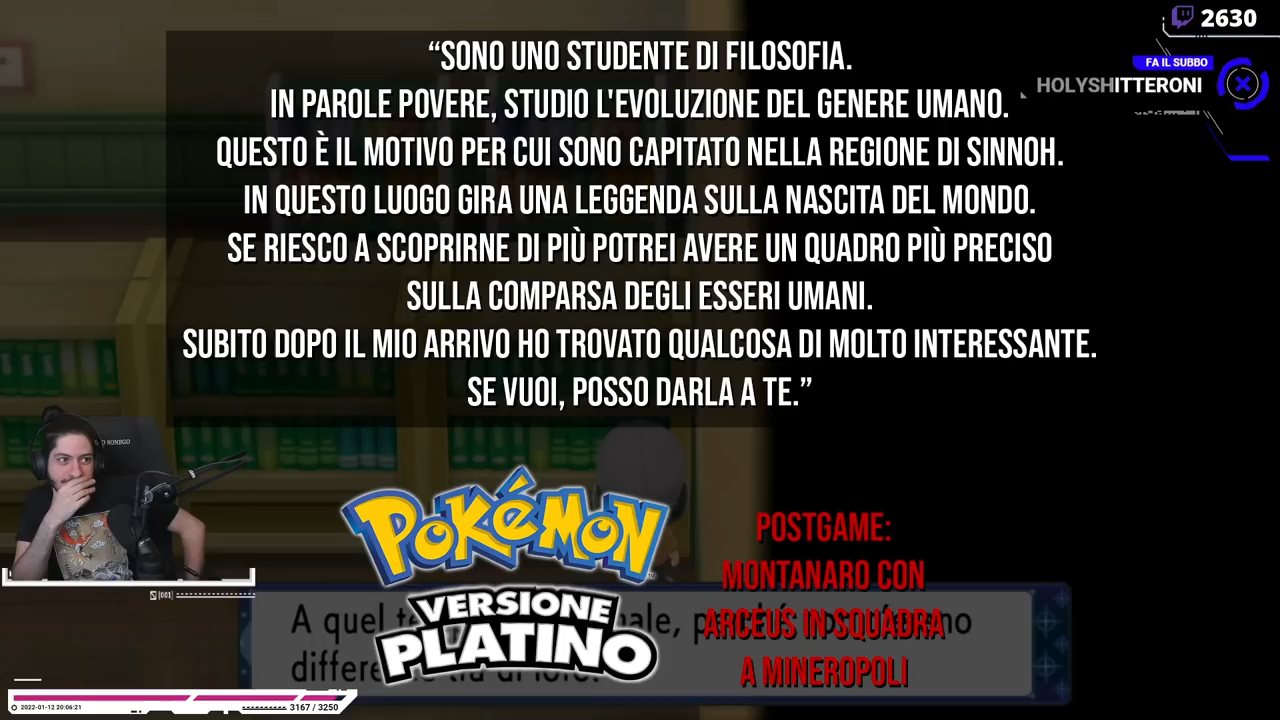 2630
FA IL SUBBO
HOLYSHITTERONI
“SONO UNO STUDENTE DI FILOSOFIA.
IN PAROLE POVERE, STUDIO L'EVOLUZIONE DEL GENERE UMANO.
QUESTO È IL MOTIVO PER CUI SONO CAPITATO NELLA REGIONE DI SINNOH.
IN QUESTO LUOGO GIRA UNA LEGGENDA SULLA NASCITA DEL MONDO.
SE RIESCO A SCOPRIRNE DI PIÙ POTREI AVERE UN QUADRO PIÙ PRECISO
SULLA COMPARSA DEGLI ESSERI UMANI.
SUBITO DOPO IL MIO ARRIVO HO TROVATO QUALCOSA DI MOLTO INTERESSANTE.
SE VUOI, POSSO DARLA A TE.”
POKéMON
VERSIONE
PLATINO
POSTGAME:
MONTANARO CON
ARCEUS IN SQUADRA
A MINEROPOLI
A quel
[001]
2022-01-12 20:06:21
3167 / 3250